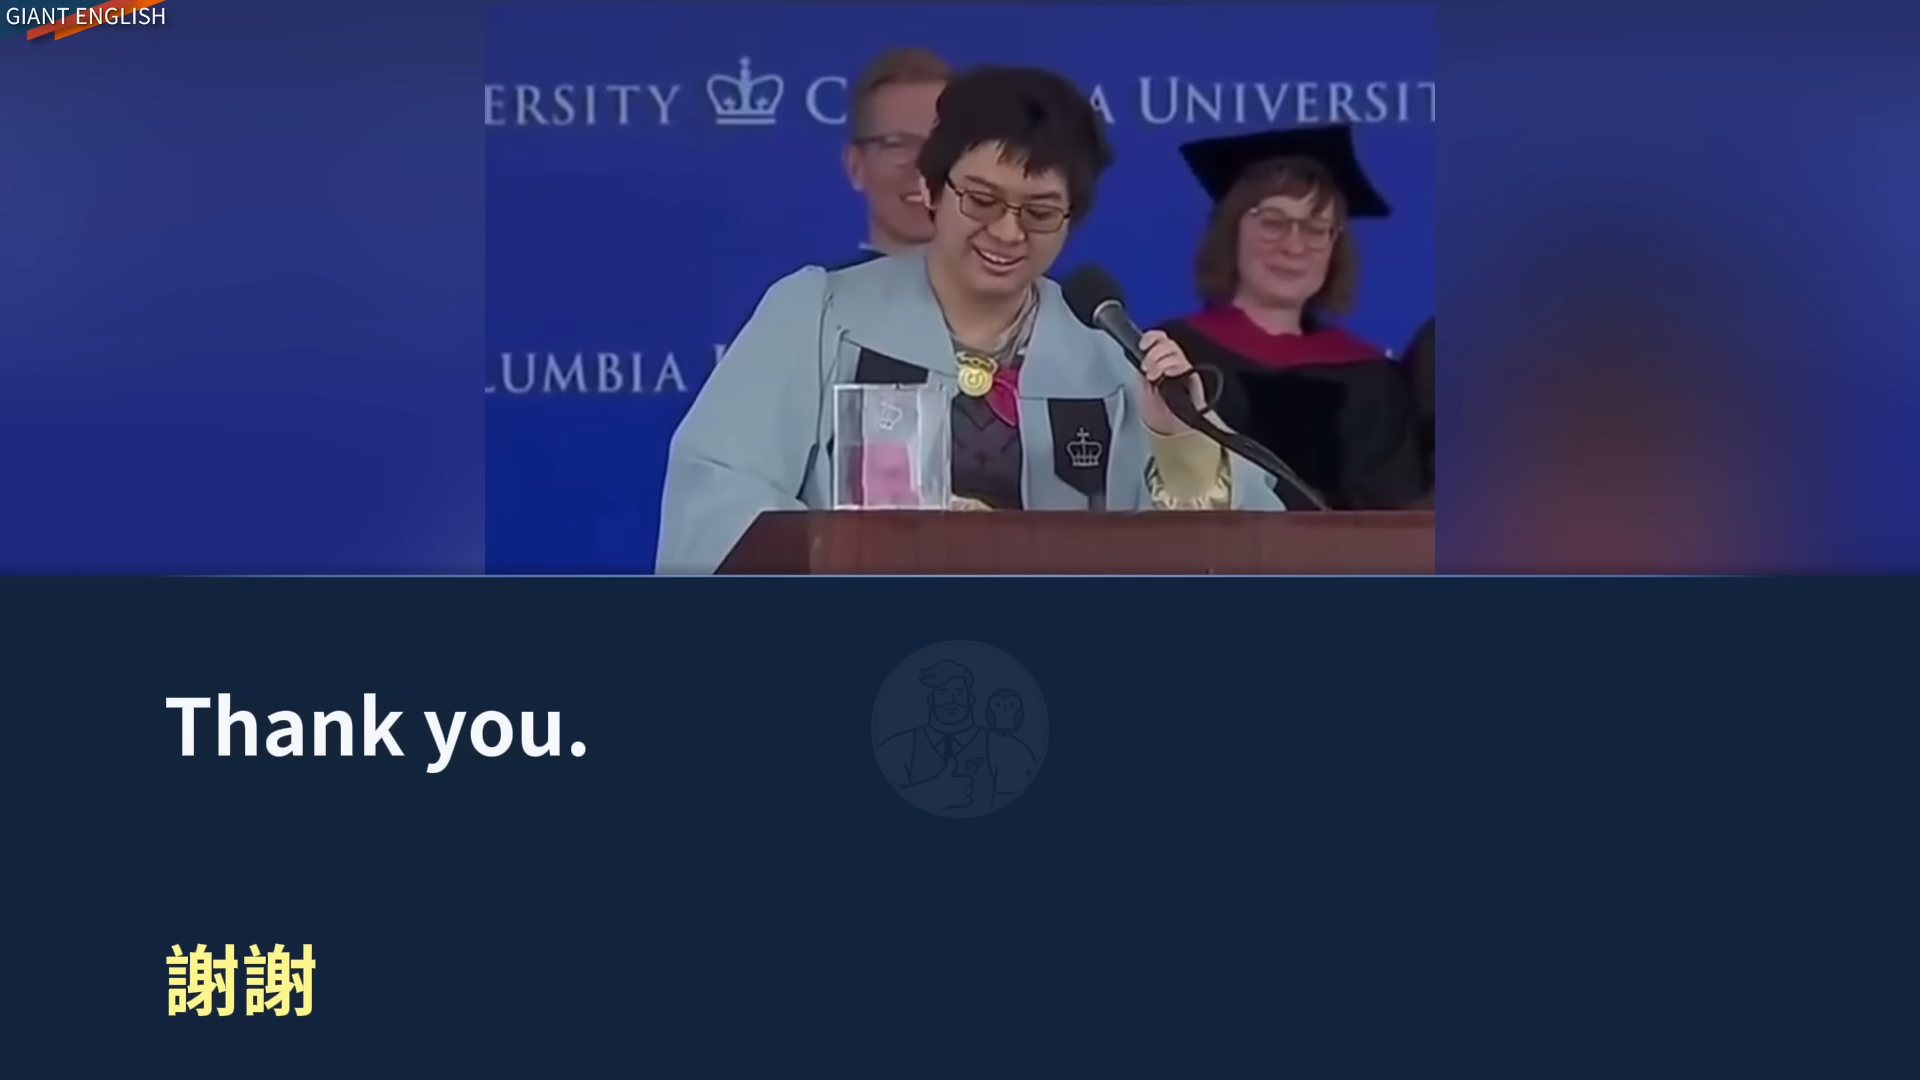 GIANT ENGLISH
ERSITY C A UNIVERSIT
LUMBIA
Thank you.
謝謝